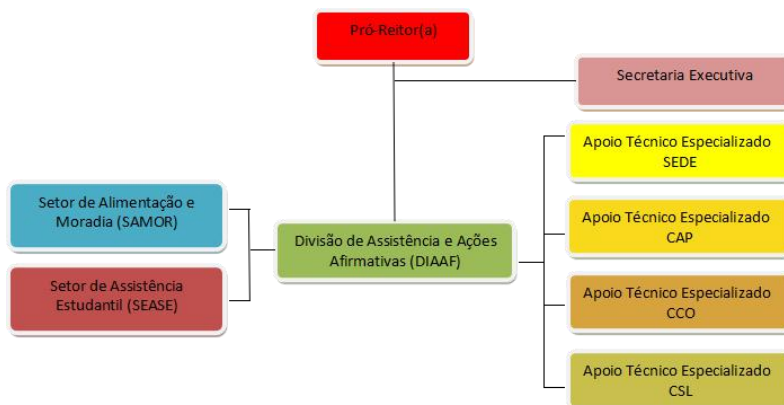 Pró-Reitor(a)
Secretaria Executiva
Apoio Técnico Especializado
SEDE
Setor de Alimentação e
Moradia (SAMOR)
Divisão de Assistência e Ações
Afirmativas (DIAAF)
Apoio Técnico Especializado
CAP
Setor de Assistência
Estudantil (SEASE)
Apoio Técnico Especializado
CCO
Apoio Técnico Especializado
CSL